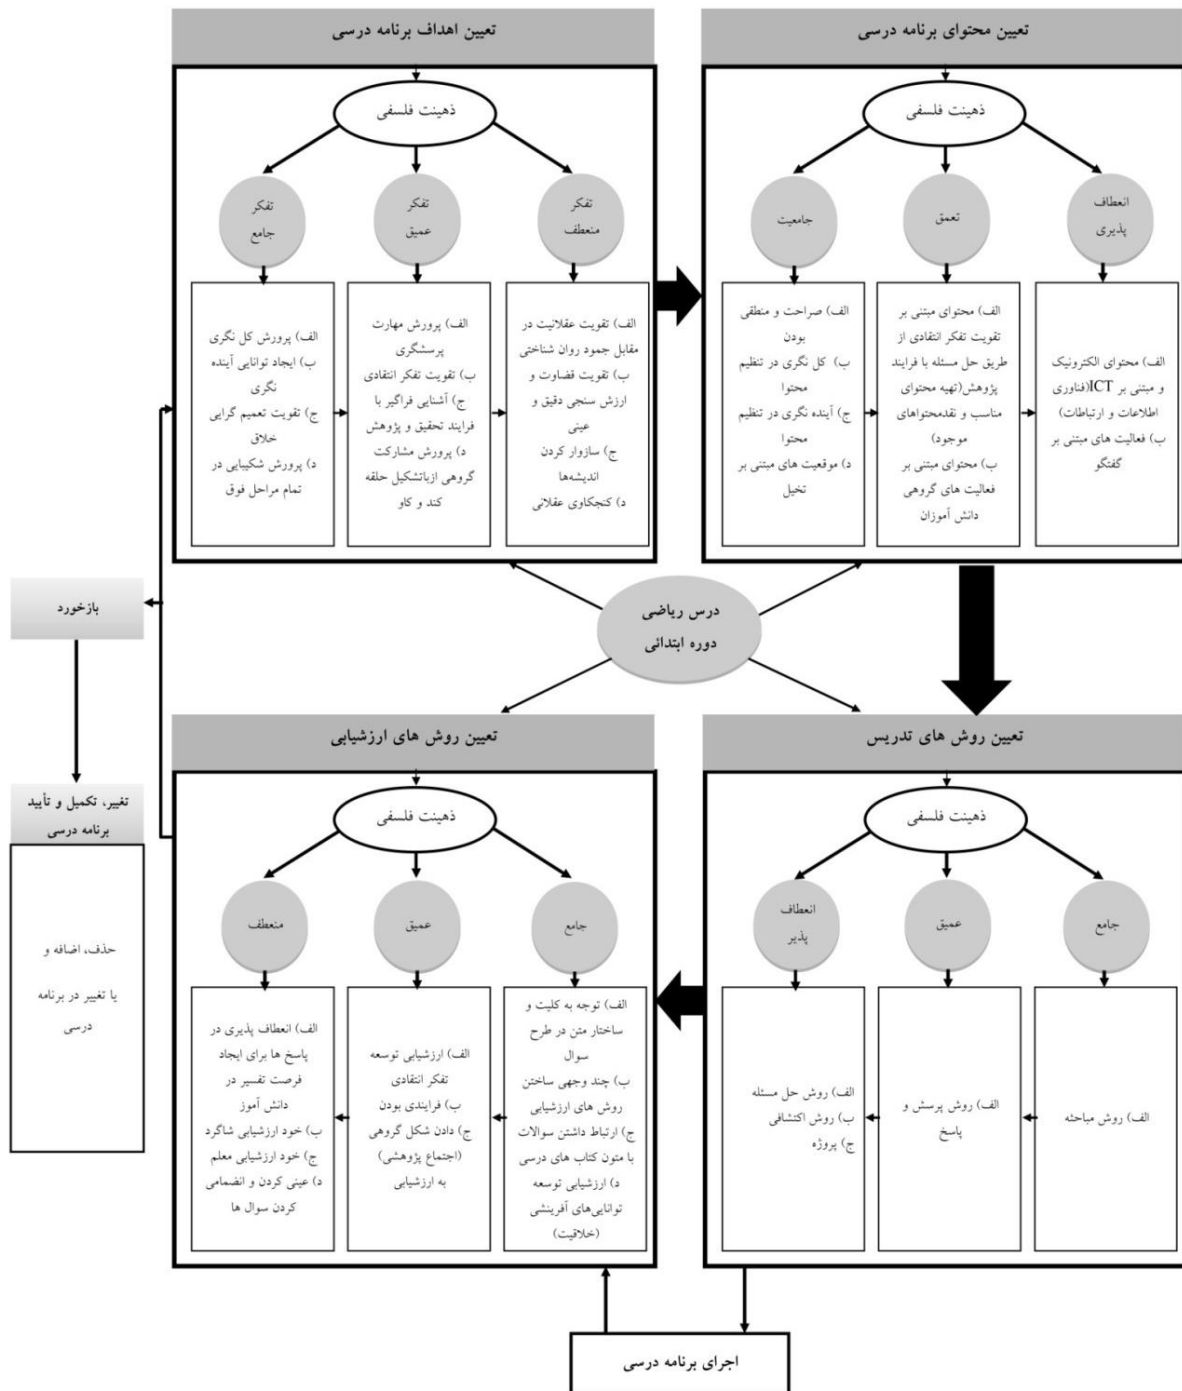 تعیین اهداف برنامه درسی
ذهینت فلسفی
تفکر
جامع
تفکر
عمیق
تفکر
منعطف
الف) پرورش کل نگری
ب) ایجاد توانایی آینده
نگری
ج) تقویت تعمیم گرایی
خلاق
د) پرورش شکیبایی در
تمام مراحل فوق
الف) پرورش مهارت
پرسشگری
ب) تقویت تفکر انتقادی
ج) آشنایی فراگیر با
فرایند تحقیق و پژوهش
د) پرورش مشارکت
گروهی ازباتشکیل حلقه
کند و کاو
الف) تقویت عقلانیت در
مقابل جمود روان شناختی
ب) تقویت قضاوت و
ارزش سنجی دقیق و
عینی
ج) سازوار کردن
اندیشه‌ها
د) کنجکاوی عقلانی
تعیین محتوای برنامه درسی
ذهینت فلسفی
جامعیت
تعمق
انعطاف
پذیری
الف) صراحت و منطقی
بودن
ب) کل نگری در تنظیم
محتوا
ج) آینده نگری در تنظیم
محتوا
د) موقعیت های مبتنی بر
تخیل
الف) محتوای مبتنی بر
تقویت تفکر انتقادی از
طریق حل مسئله با فرایند
پژوهش(تهیه محتوای
مناسب و نقدمحتواهای
موجود)
ب) محتوای مبتنی بر
فعالیت های گروهی
دانش آموزان
الف) محتوای الکترونیک
و مبتنی بر ICT(فناوری
اطلاعات و ارتباطات)
ب) فعالیت های مبتنی بر
گفتگو
درس ریاضی
دوره ابتدائی
بازخورد
تغییر، تکمیل و تأیید
برنامه درسی
حذف، اضافه و
یا تغییر در برنامه
درسی
تعیین روش های تدریس
ذهینت فلسفی
جامع
عمیق
انعطاف
پذیر
الف) روش مباحثه
الف) روش پرسش و
پاسخ
الف) روش حل مسئله
ب) روش اکتشافی
ج) پروژه
تعیین روش های ارزشیابی
ذهینت فلسفی
جامع
عمیق
منعطف
الف) توجه به کلیت و
ساختار متن در طرح
سوال
ب) چند وجهی ساختن
روش های ارزشیابی
ج) ارتباط داشتن سوالات
با متون کتاب های درسی
د) ارزشیابی توسعه
توانایی‌های آفرینشی
(خلاقیت)
الف) ارزشیابی توسعه
تفکر انتقادی
ب) فرایندی بودن
ج) دادن شکل گروهی
(اجتماع پژوهشی)
به ارزشیابی
الف) انعطاف پذیری در
پاسخ ها برای ایجاد
فرصت تفسیر در
دانش آموز
ب) خود ارزشیابی شاگرد
ج) خود ارزشیابی معلم
د) عینی کردن و انضمامی
کردن سوال ها
اجرای برنامه درسی